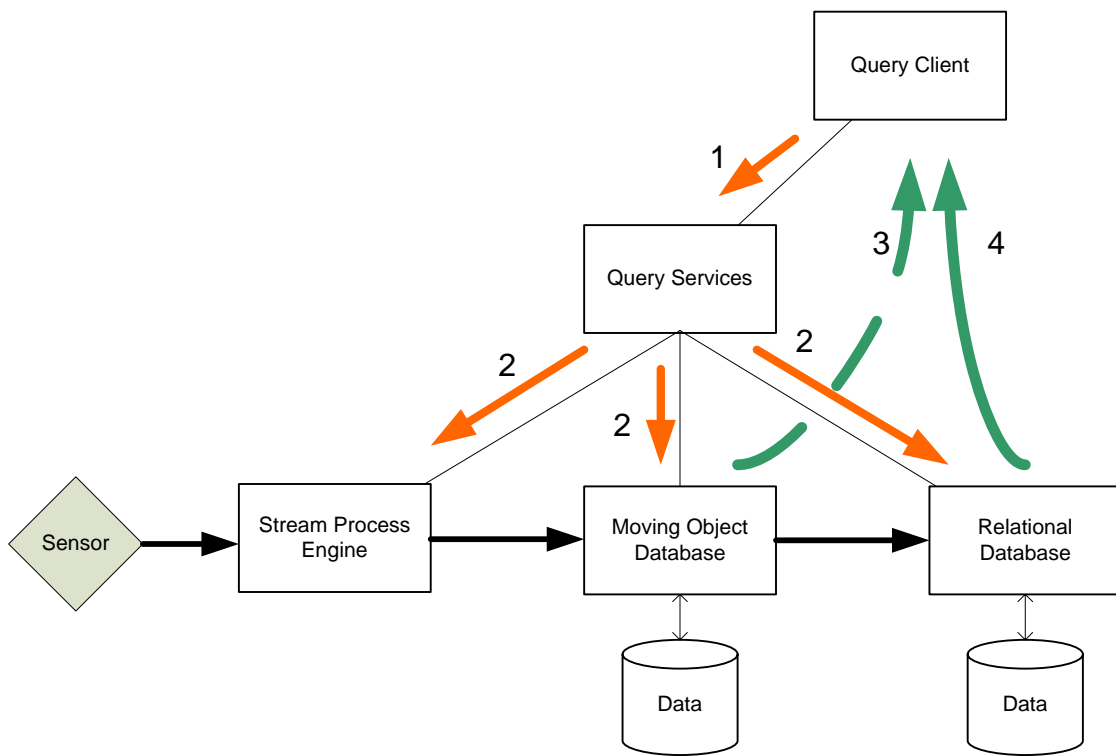 Query Client
1
3
4
Query Services
2
2
2
Sensor
Stream Process
Engine
Moving Object
Database
Relational
Database
Data
Data